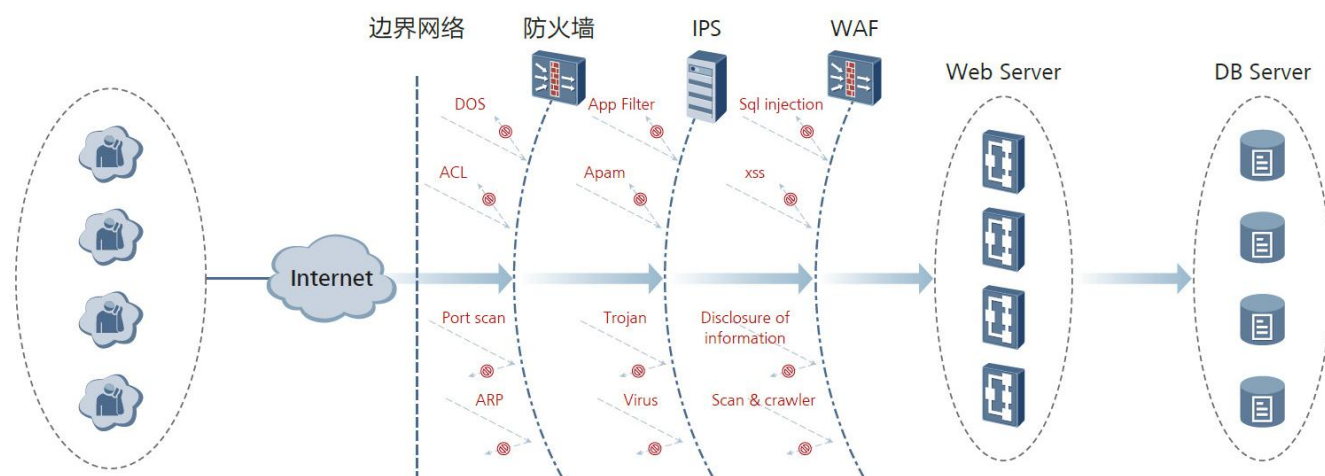 边界网络
防火墙
IPS
WAF
Web Server
DB Server
DOS
App Filter
Sql injection
ACL
Apam
xss
Internet
Port scan
Trojan
Disclosure of
information
ARP
Virus
Scan & crawler